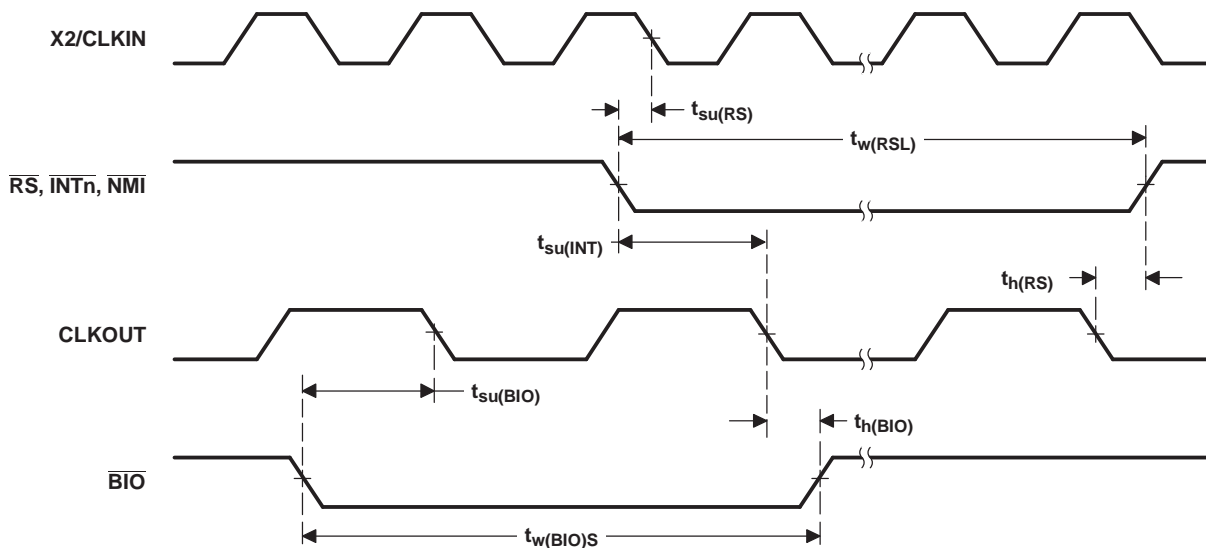 X2/CLKIN
tsu(RS)
tw(RSL)
RS, INTn, NMI
tsu(INT)
th(RS)
CLKOUT
tsu(BIO)
th(BIO)
BIO
tw(BIO)S